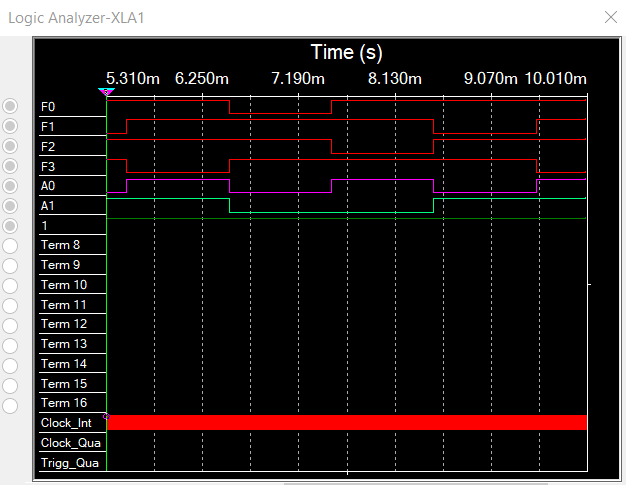 Logic Analyzer-XLA1
Time (s)
5.310m 6.250m 7.190m 8.130m 9.070m 10.010m
F0
F1
F2
F3
A0
A1
1
Term 8
Term 9
Term 10
Term 11
Term 12
Term 13
Term 14
Term 15
Term 16
Clock_Int
Clock_Qua
Trigg_Qua